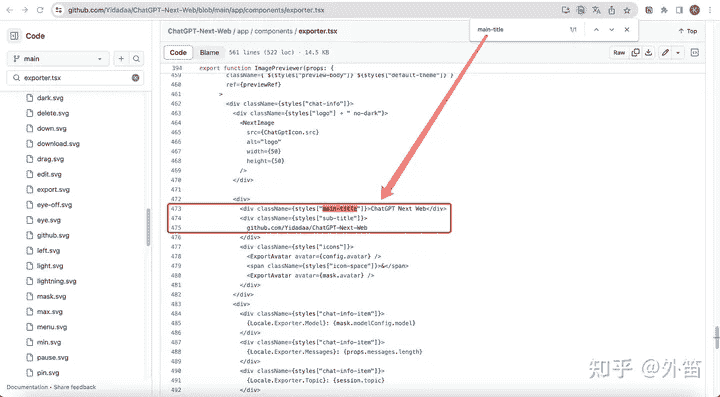 github.com/Yidadaa/ChatGPT-Next-Web/blob/main/app/components/exporter.tsx
main-title
1/1
Code
main
exporter.tsx
dark.svg
delete.svg
down.svg
download.svg
drag.svg
edit.svg
export.svg
eye-off.svg
eye.svg
github.svg
left.svg
light.svg
lightning.svg
mask.svg
max.svg
menu.svg
min.svg
pause.svg
pin.svg
Documentation • Share feedback
ChatGPT-Next-Web / app / components / exporter.tsx
Top
Code Blame 561 lines (522 loc) · 14.5 KB
Raw
394 export function ImagePreviewer(props: {
459 className={`${styles["preview-body"]} ${styles["default-theme"]}`}
460 ref={previewRef}
461 >
462 <div className={styles["chat-info"]}>
463 <div className={styles["logo"] + " no-dark"}>
464 <NextImage
465 src={ChatGptIcon.src}
466 alt="logo"
467 width={50}
468 height={50}
469 />
470 </div>
471
472 <div>
473 <div className={styles["main-title"]}>ChatGPT Next Web</div>
474 <div className={styles["sub-title"]}>
475 github.com/Yidadaa/ChatGPT-Next-Web
476 </div>
477 <div className={styles["icons"]}>
478 <ExportAvatar avatar={config.avatar} />
479 <span className={styles["icon-space"]}>&</span>
480 <ExportAvatar avatar={mask.avatar} />
481 </div>
482 </div>
483 <div>
484 <div className={styles["chat-info-item"]}>
485 {Locale.Exporter.Model}: {mask.modelConfig.model}
486 </div>
487 <div className={styles["chat-info-item"]}>
488 {Locale.Exporter.Messages}: {props.messages.length}
489 </div>
490 <div className={styles["chat-info-item"]}>
491 {Locale.Exporter.Topic}: {session.topic}
492 </div>
知乎 @外笛